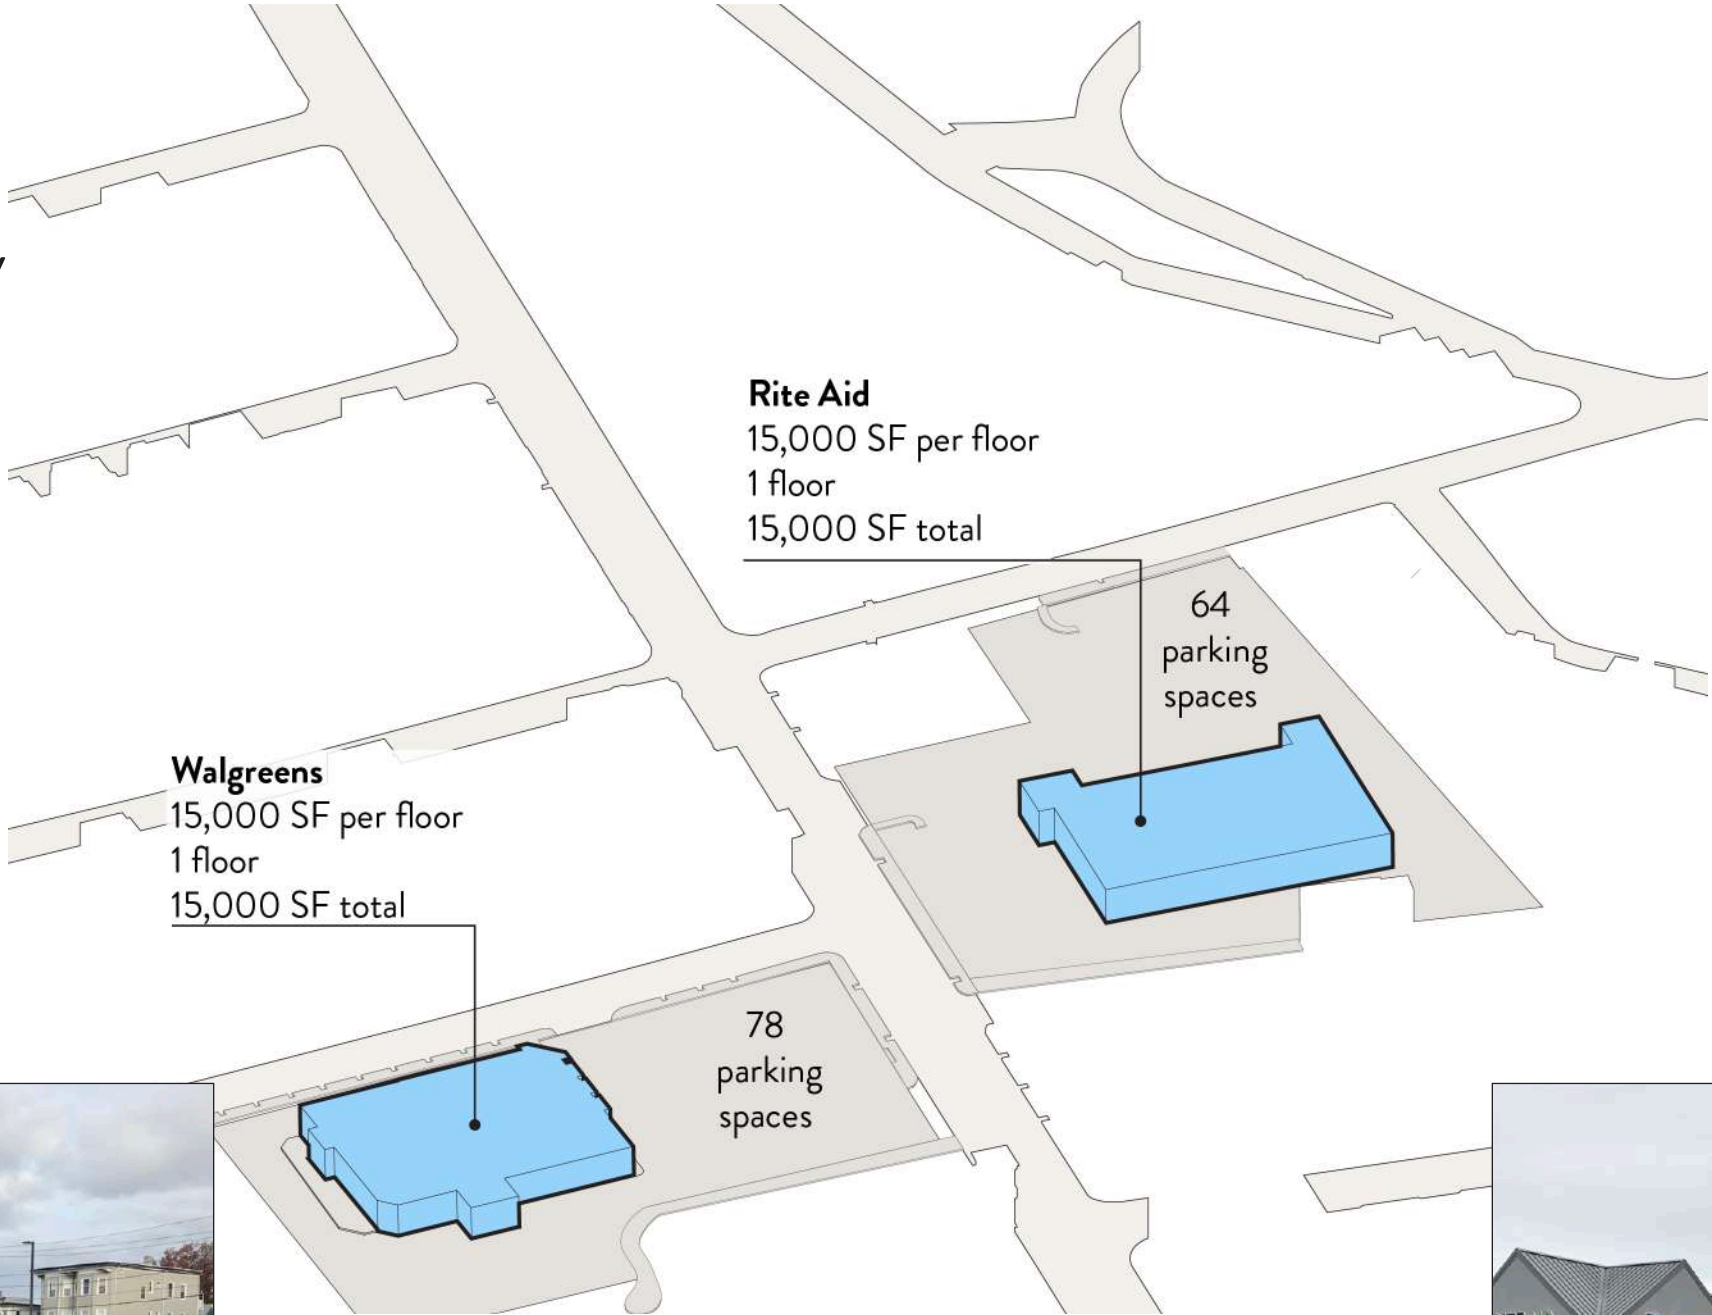 Rite Aid
15,000 SF per floor
1 floor
15,000 SF total
64
parking
spaces
Walgreens
15,000 SF per floor
1 floor
15,000 SF total
78
parking
spaces